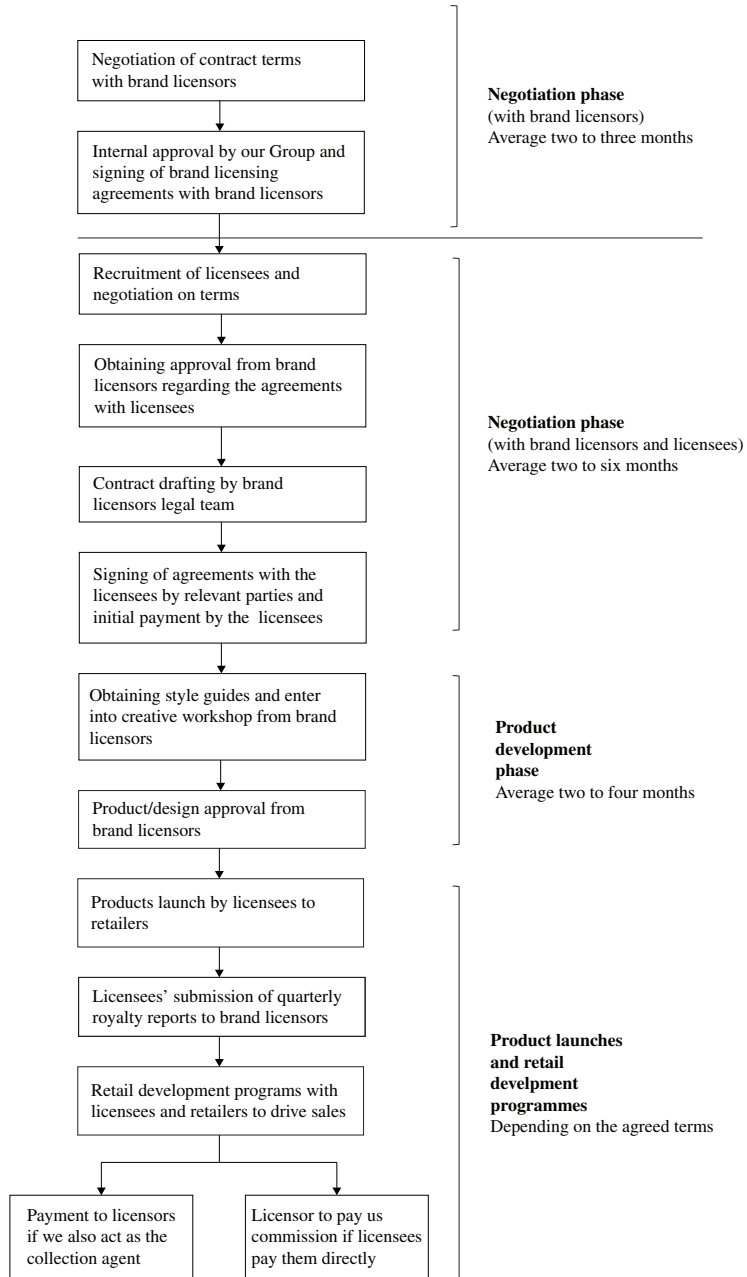 Negotiation of contract terms
with brand licensors
Negotiation phase
(with brand licensors)
Average two to three months
Internal approval by our Group and
signing of brand licensing
agreements with brand licensors
Recruitment of licensees and
negotiation on terms
Obtaining approval from brand
licensors regarding the agreements
with licensees
Negotiation phase
(with brand licensors and licensees)
Average two to six months
Contract drafting by brand
licensors legal team
Signing of agreements with the
licensees by relevant parties and
initial payment by the licensees
Obtaining style guides and enter
into creative workshop from brand
licensors
Product
development
phase
Average two to four months
Product/design approval from
brand licensors
Products launch by licensees to
retailers
Licensees' submission of quarterly
royalty reports to brand licensors
Product launches
and retail
develpment
programmes
Depending on the agreed terms
Retail development programs with
licensees and retailers to drive sales
Payment to licensors
if we also act as the
collection agent
Licensor to pay us
commission if licensees
pay them directly